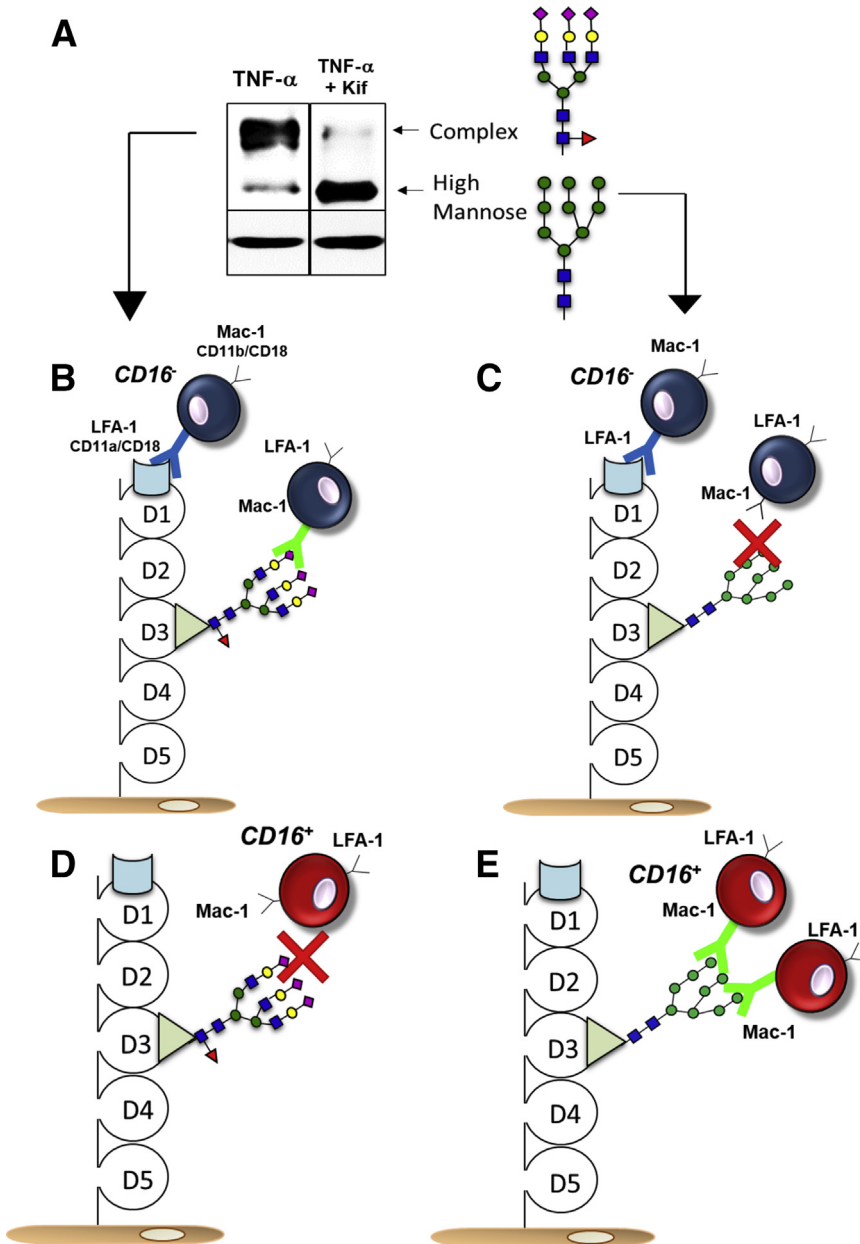 A
TNF-α
TNF-α
+ Kif
Complex
High
Mannose
B
CD16-
Mac-1
CD11b/CD18
LFA-1
CD11a/CD18
LFA-1
Mac-1
D1
D2
D3
D4
D5
C
CD16-
Mac-1
LFA-1
LFA-1
Mac-1
D1
D2
D3
D4
D5
D
CD16+
LFA-1
Mac-1
D1
D2
D3
D4
D5
E
CD16+
LFA-1
Mac-1
LFA-1
Mac-1
D1
D2
D3
D4
D5